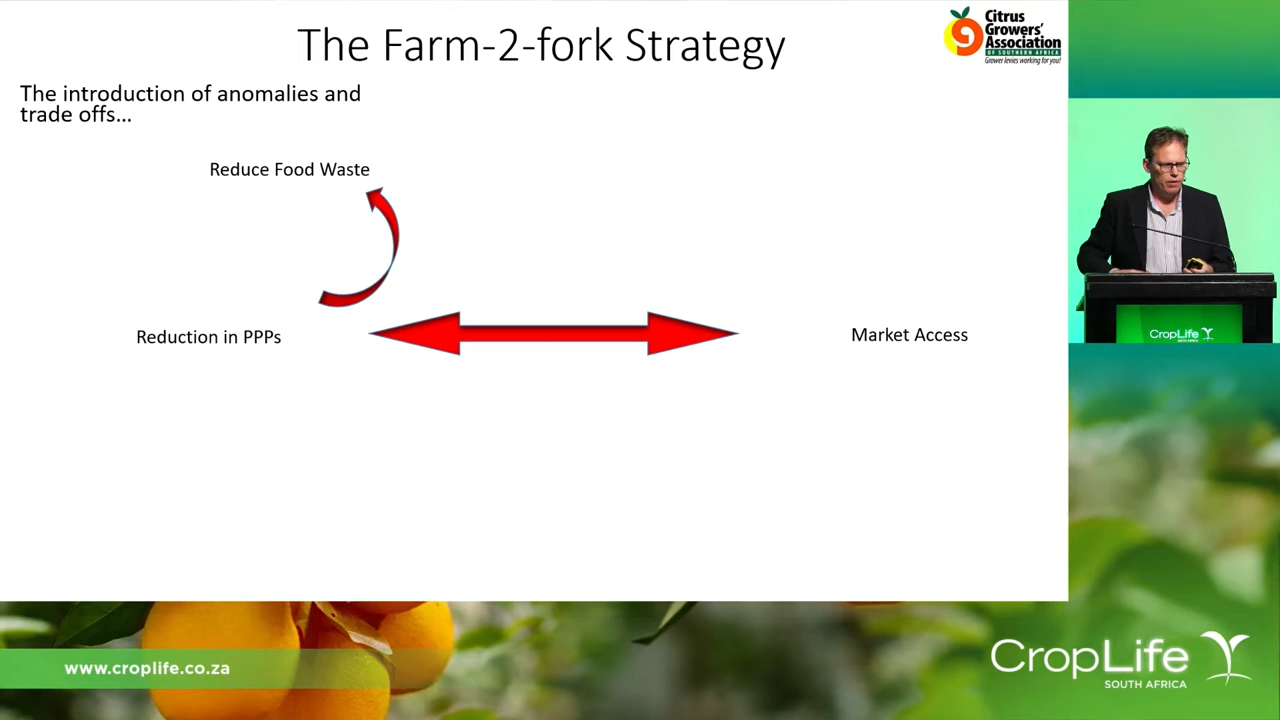 The Farm-2-fork Strategy
Citrus
Growers'
Association
OF SOUTHERN AFRICA
Grower levies working for you!
The introduction of anomalies and
trade offs...
Reduce Food Waste
Reduction in PPPs
Market Access
CropLife
SOUTH AFRICA
www.croplife.co.za
CropLife
SOUTH AFRICA